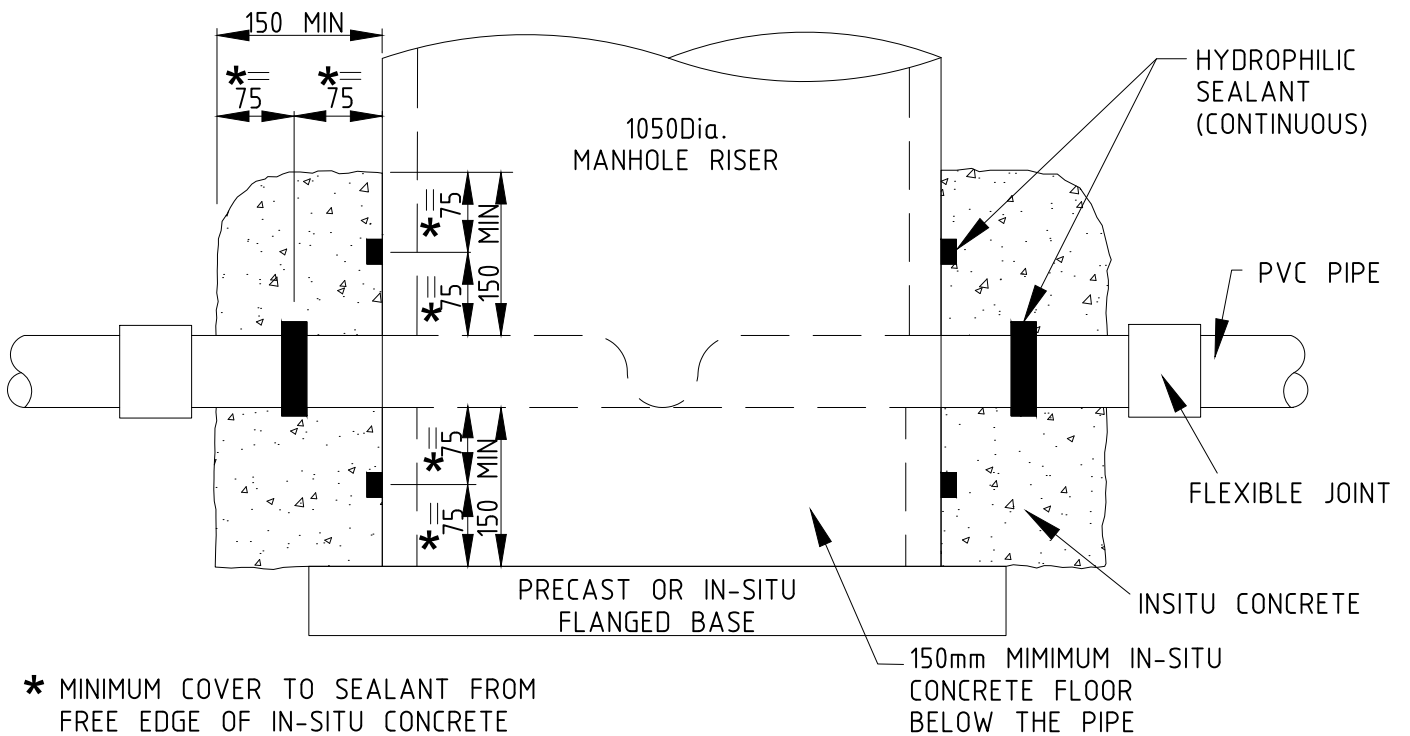 150 MIN
* = 75
* = 75
1050Dia.
MANHOLE RISER
HYDROPHILIC
SEALANT
(CONTINUOUS)
* = 75
* = 75
150 MIN
PVC PIPE
* = 75
* = 75
150 MIN
FLEXIBLE JOINT
INSITU CONCRETE
PRECAST OR IN-SITU
FLANGED BASE
150mm MIMIMUM IN-SITU
CONCRETE FLOOR
BELOW THE PIPE
* MINIMUM COVER TO SEALANT FROM
FREE EDGE OF IN-SITU CONCRETE